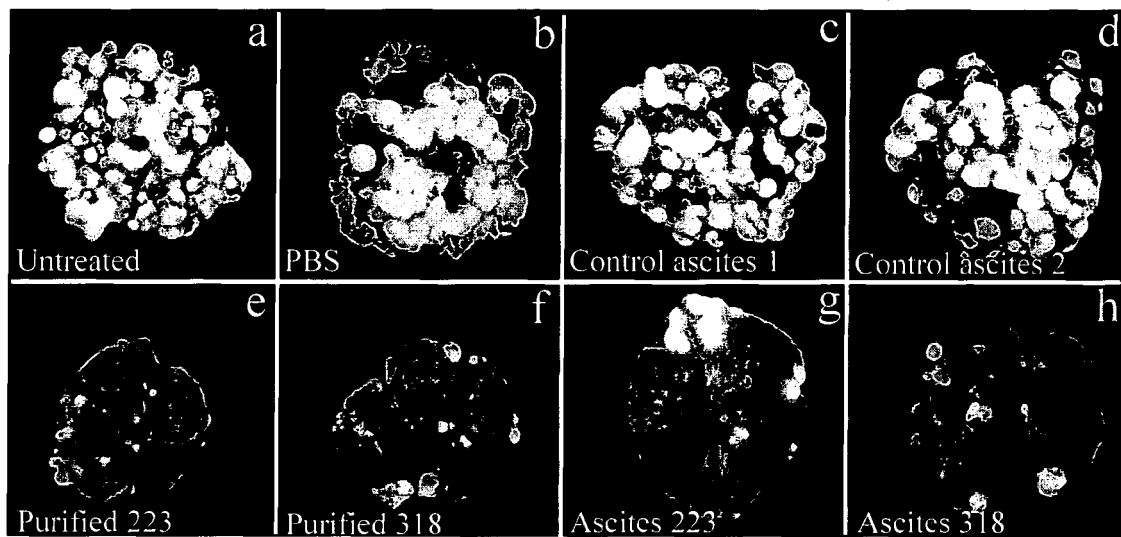 a
Untreated
b
PBS
c
Control ascites 1
d
Control ascites 2
e
Purified 223
f
Purified 318
g
Ascites 223
h
Ascites 318